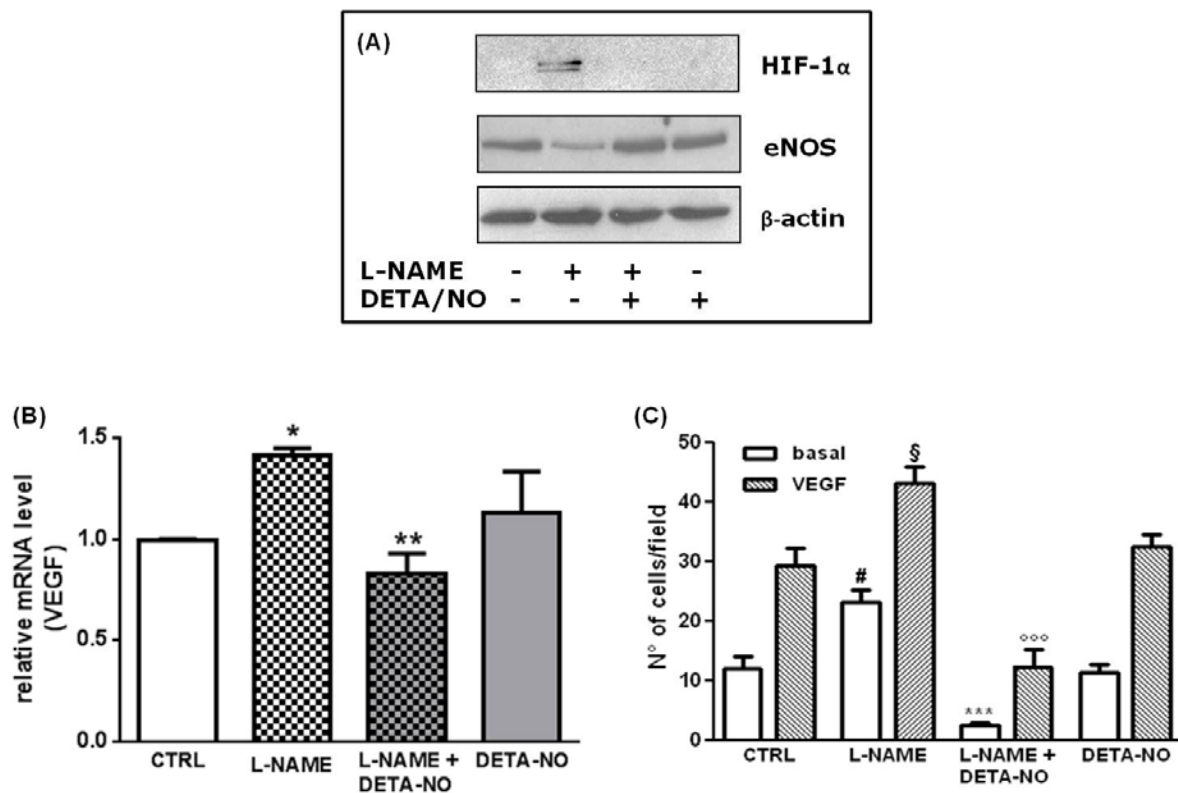 (A)
HIF-1α
eNOS
β-actin
L-NAME - + + -
DETA/NO - - + +
(B)
relative mRNA level
(VEGF)
1.5
1.0
0.5
0.0
*
**
CTRL
L-NAME
L-NAME +
DETA-NO
DETA-NO
(C)
N° of cells/field
50
40
30
20
10
0
basal
VEGF
#
§
***
°°°
CTRL
L-NAME
L-NAME +
DETA-NO
DETA-NO